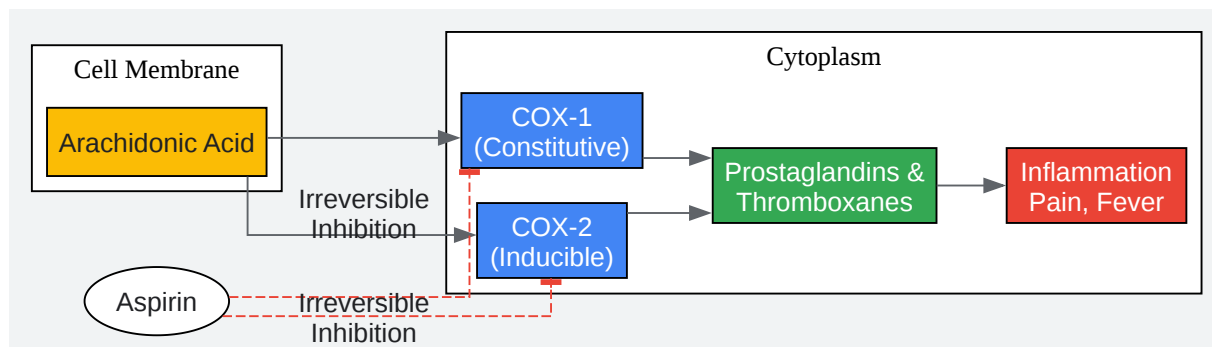 Cell Membrane
Arachidonic Acid
Cytoplasm
COX-1
(Constitutive)
Irreversible
Inhibition
COX-2
(Inducible)
Prostaglandins &
Thromboxanes
Inflammation
Pain, Fever
Aspirin
Irreversible
Inhibition